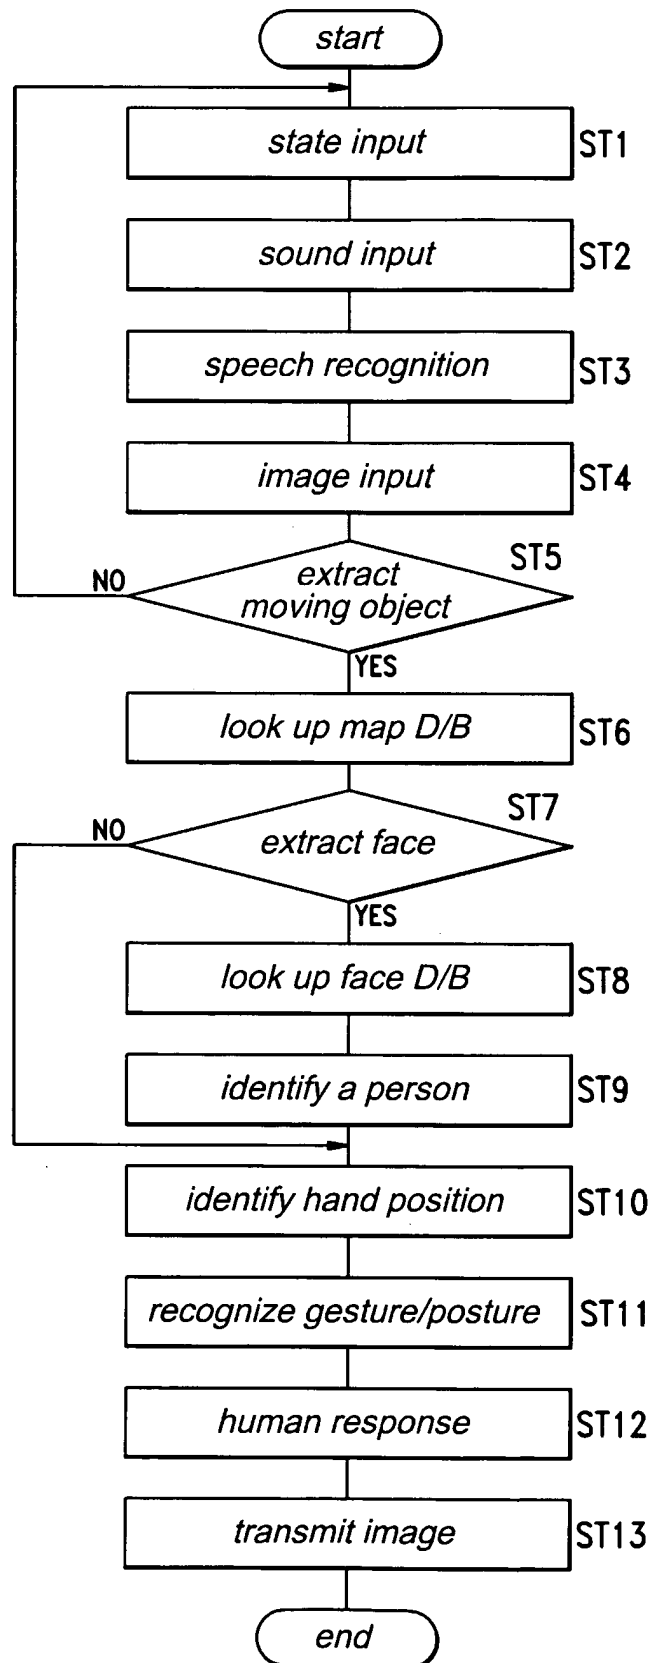 start
state input ST1
sound input ST2
speech recognition ST3
image input ST4
ST5
extract
NO
moving object
YES
look up map D/B ST6
ST7
NO
extract face
YES
look up face D/B ST8
identify a person ST9
identify hand position ST10
recognize gesture/posture ST11
human response ST12
transmit image ST13
end